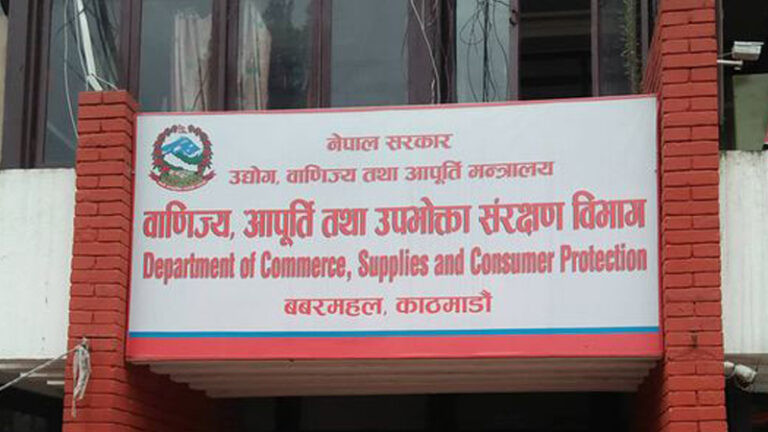 नेपाल सरकार
उद्योग, वाणिज्य तथा आपूर्ति मन्त्रालय
वाणिज्य, आपूर्ति तथा उपभोक्ता संरक्षण विभाग
Department of Commerce, Supplies and Consumer Protection
बबरमहल, काठमाडौं